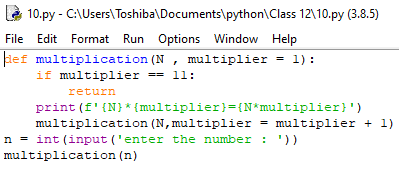 10.py - C:\Users\Toshiba\Documents\python\Class 12\10.py (3.8.5)
File Edit Format Run Options Window Help
def multiplication(N , multiplier = 1):
    if multiplier == 11:
        return
    print(f'{N}*{multiplier}={N*multiplier}')
    multiplication(N,multiplier = multiplier + 1)
n = int(input('enter the number : '))
multiplication(n)